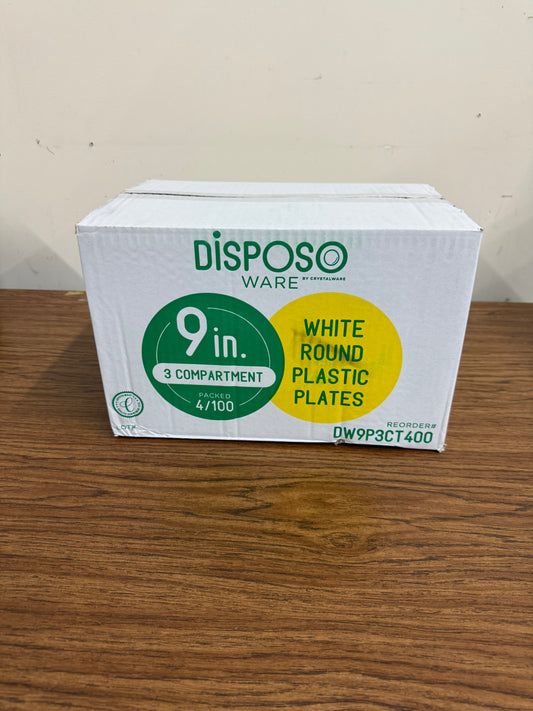 DiSPOSO
WARE BY CRYSTALWARE
9 in.
3 COMPARTMENT
PACKED
4/100
WHITE
ROUND
PLASTIC
PLATES
REORDER#
DW9P3CT400